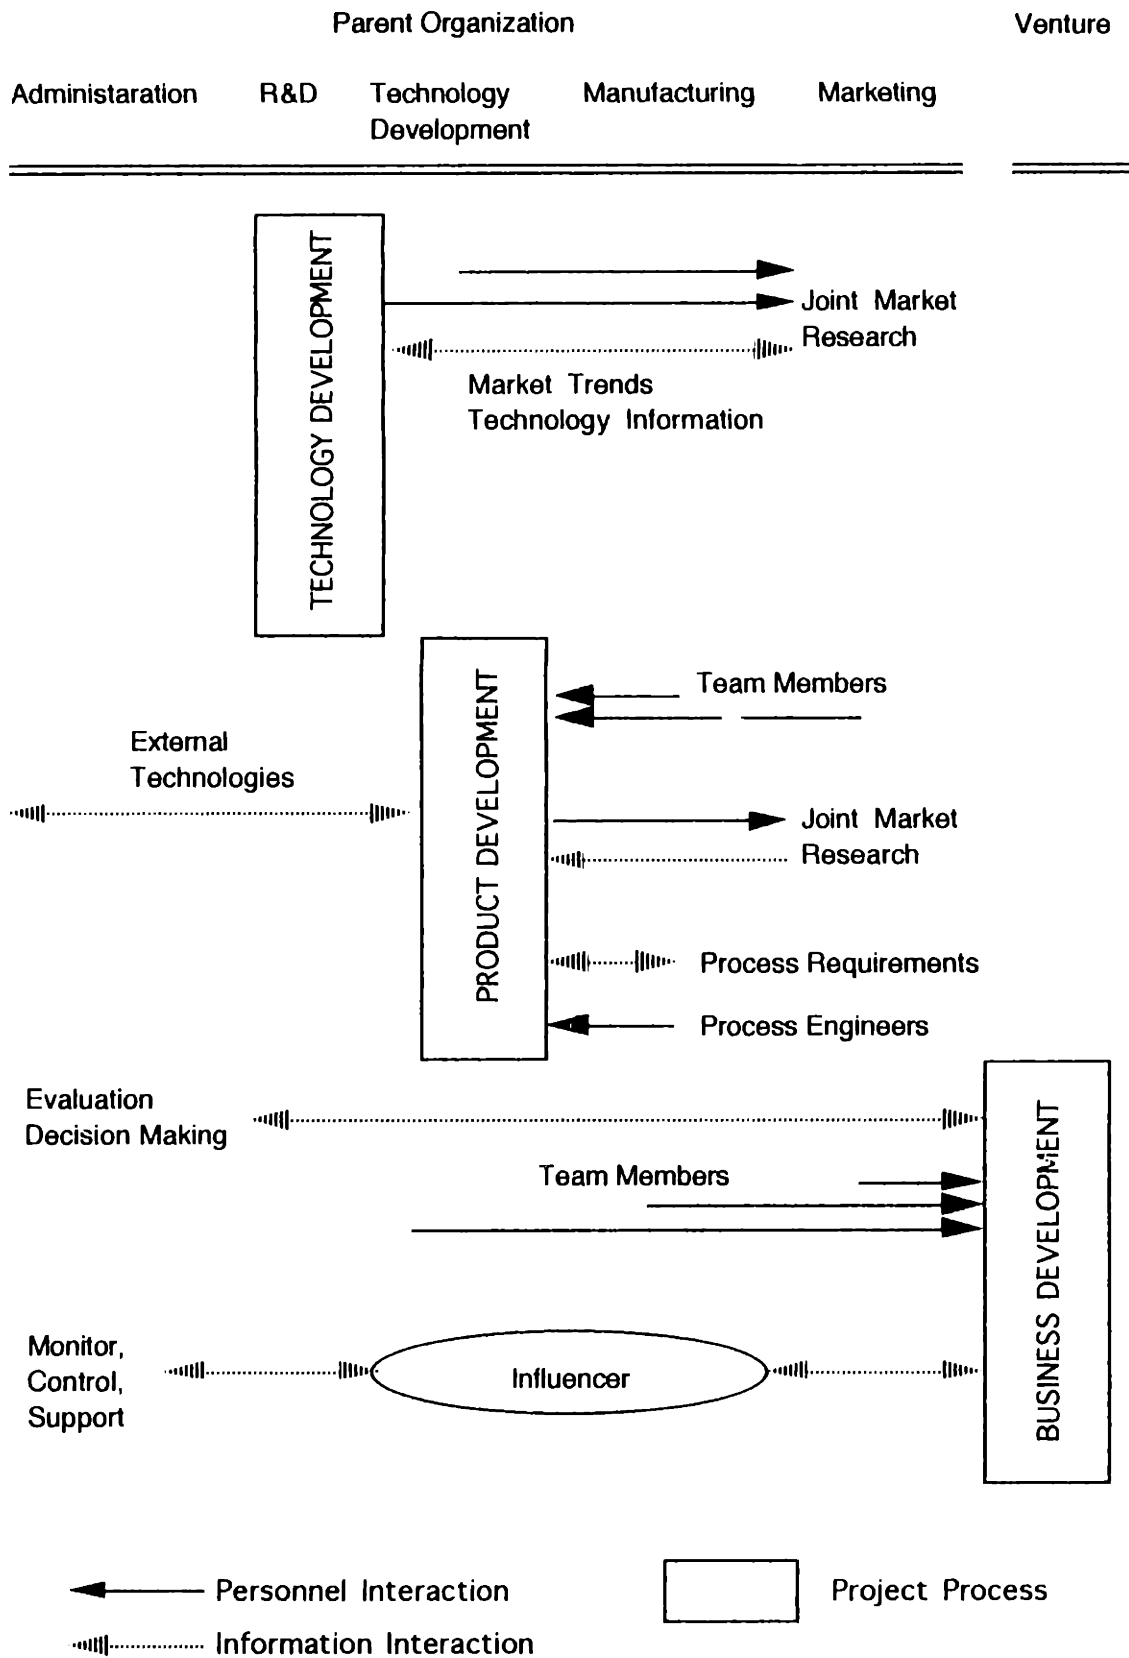 Parent Organization
Venture
Administaration
R&D
Technology
Development
Manufacturing
Marketing
TECHNOLOGY DEVELOPMENT
Joint Market
Research
Market Trends
Technology Information
PRODUCT DEVELOPMENT
Team Members
External
Technologies
Joint Market
Research
Process Requirements
Process Engineers
BUSINESS DEVELOPMENT
Evaluation
Decision Making
Team Members
Monitor,
Control,
Support
Influencer
Personnel Interaction
Project Process
Information Interaction